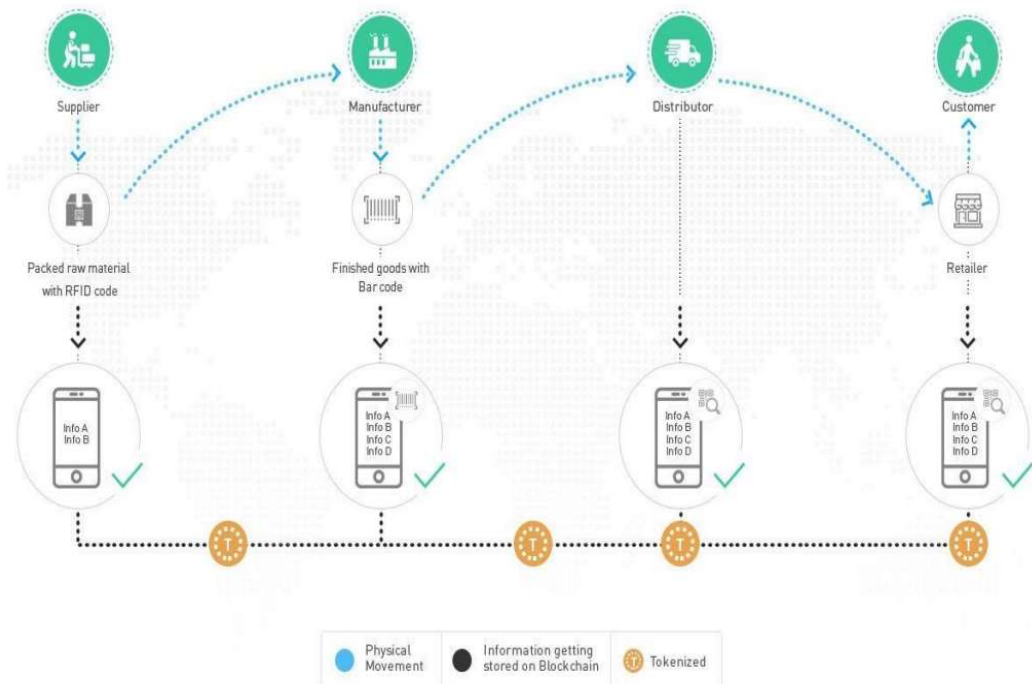 Supplier
Manufacturer
Distributor
Customer
Packed raw material
with RFID code
Finished goods with
Bar code
Retailer
Info A
Info B
Info A
Info B
Info C
Info D
Info A
Info B
Info C
Info D
Info A
Info B
Info C
Info D
T
T
T
T
Physical
Movement
Information getting
stored on Blockchain
T
Tokenized